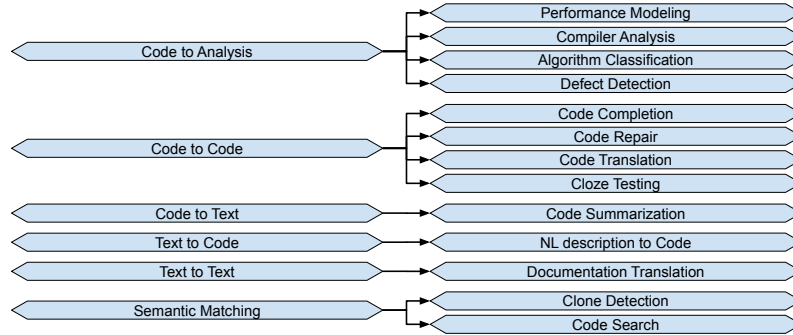 Code to Analysis
Performance Modeling
Compiler Analysis
Algorithm Classification
Defect Detection
Code to Code
Code Completion
Code Repair
Code Translation
Cloze Testing
Code to Text
Code Summarization
Text to Code
NL description to Code
Text to Text
Documentation Translation
Semantic Matching
Clone Detection
Code Search